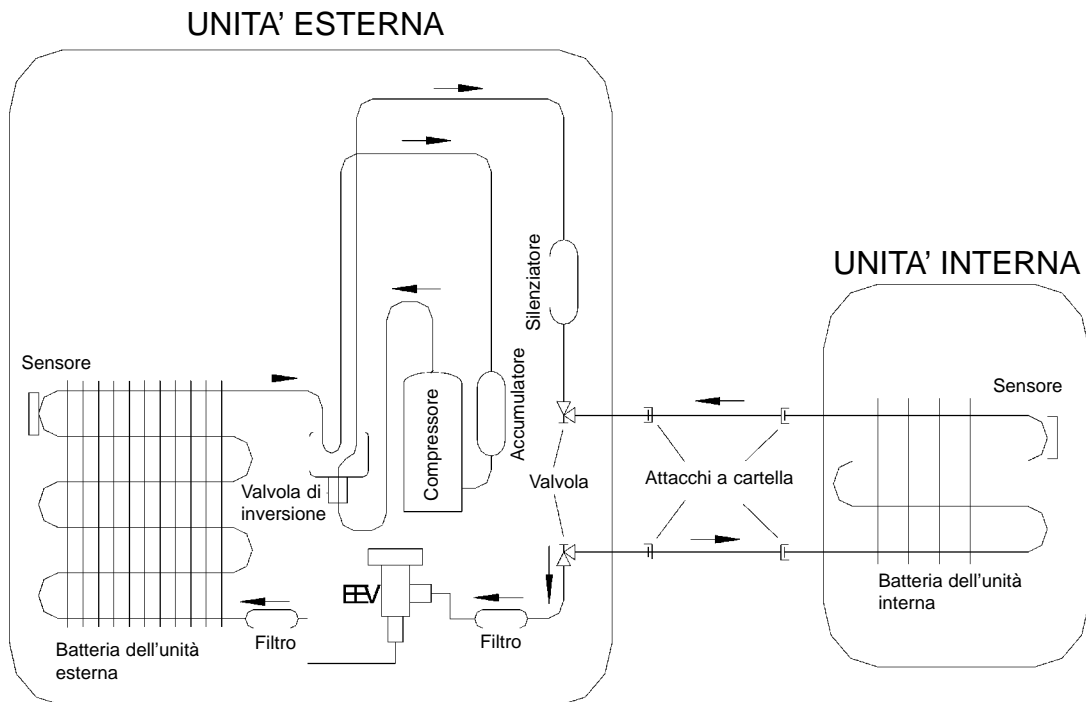 UNITA' ESTERNA
UNITA' INTERNA
Silenziatore
Sensore
Sensore
Compressore
Accumulatore
Valvola di
inversione
Valvola
Attacchi a cartella
EEV
Batteria dell'unità
interna
Filtro
Filtro
Batteria dell'unità
esterna